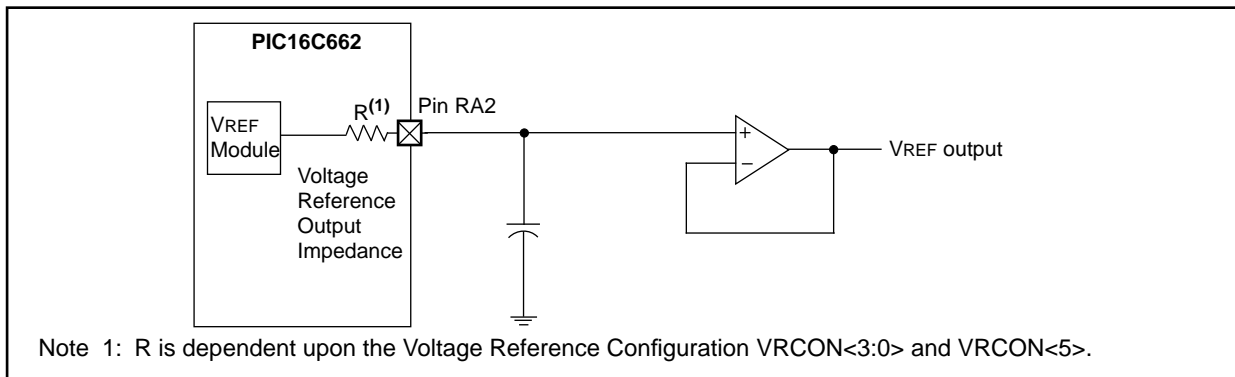 PIC16C662
R(1)
Pin RA2
VREF
Module
+
−
VREF output
Voltage
Reference
Output
Impedance
Note 1: R is dependent upon the Voltage Reference Configuration VRCON<3:0> and VRCON<5>.